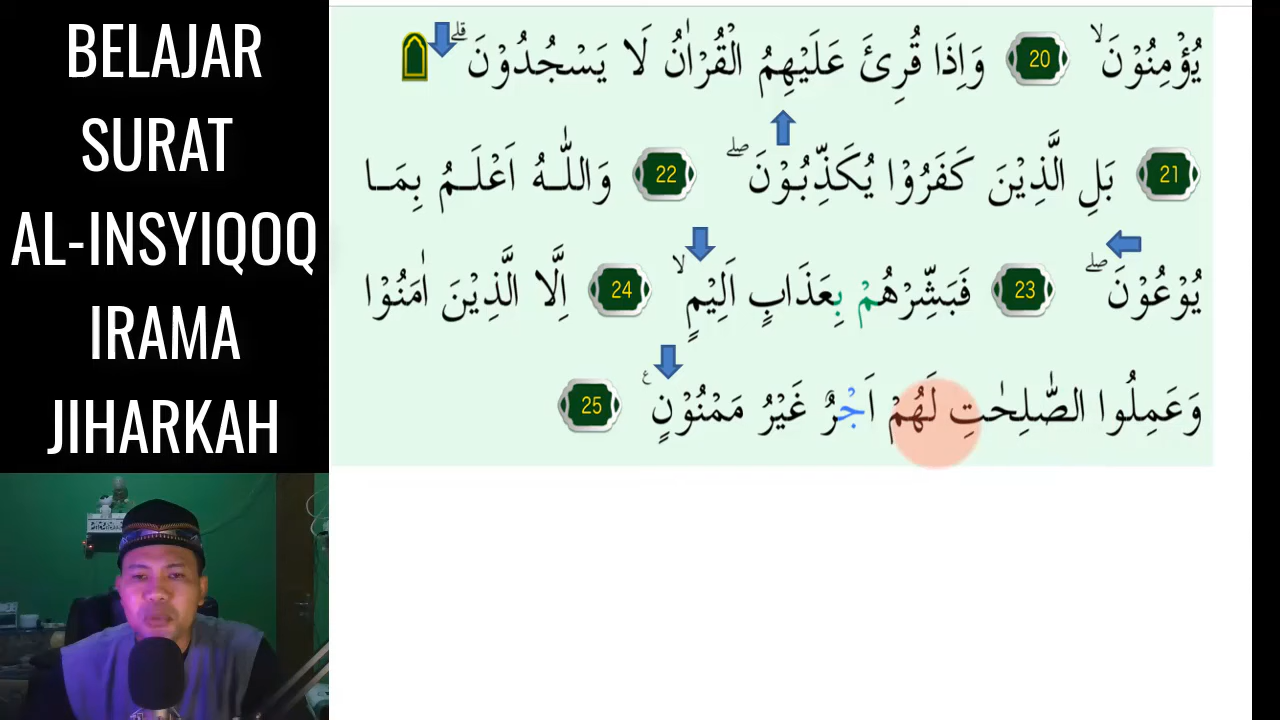 BELAJAR
SURAT
AL-INSYIQOQ
IRAMA
JIHARKAH
يُؤْمِنُوْنَ ۙ 20 وَاِذَا قُرِئَ عَلَيْهِمُ الْقُرْاٰنُ لَا يَسْجُدُوْنَ ۗ ۩
21 بَلِ الَّذِيْنَ كَفَرُوْا يُكَذِّبُوْنَ ۖ 22 وَاللّٰهُ اَعْلَمُ بِمَا
يُوْعُوْنَ ۖ 23 فَبَشِّرْهُمْ بِعَذَابٍ اَلِيْمٍ ۙ 24 اِلَّا الَّذِيْنَ اٰمَنُوْا
وَعَمِلُوا الصّٰلِحٰتِ لَهُمْ اَجْرٌ غَيْرُ مَمْنُوْنٍ ࣖ 25